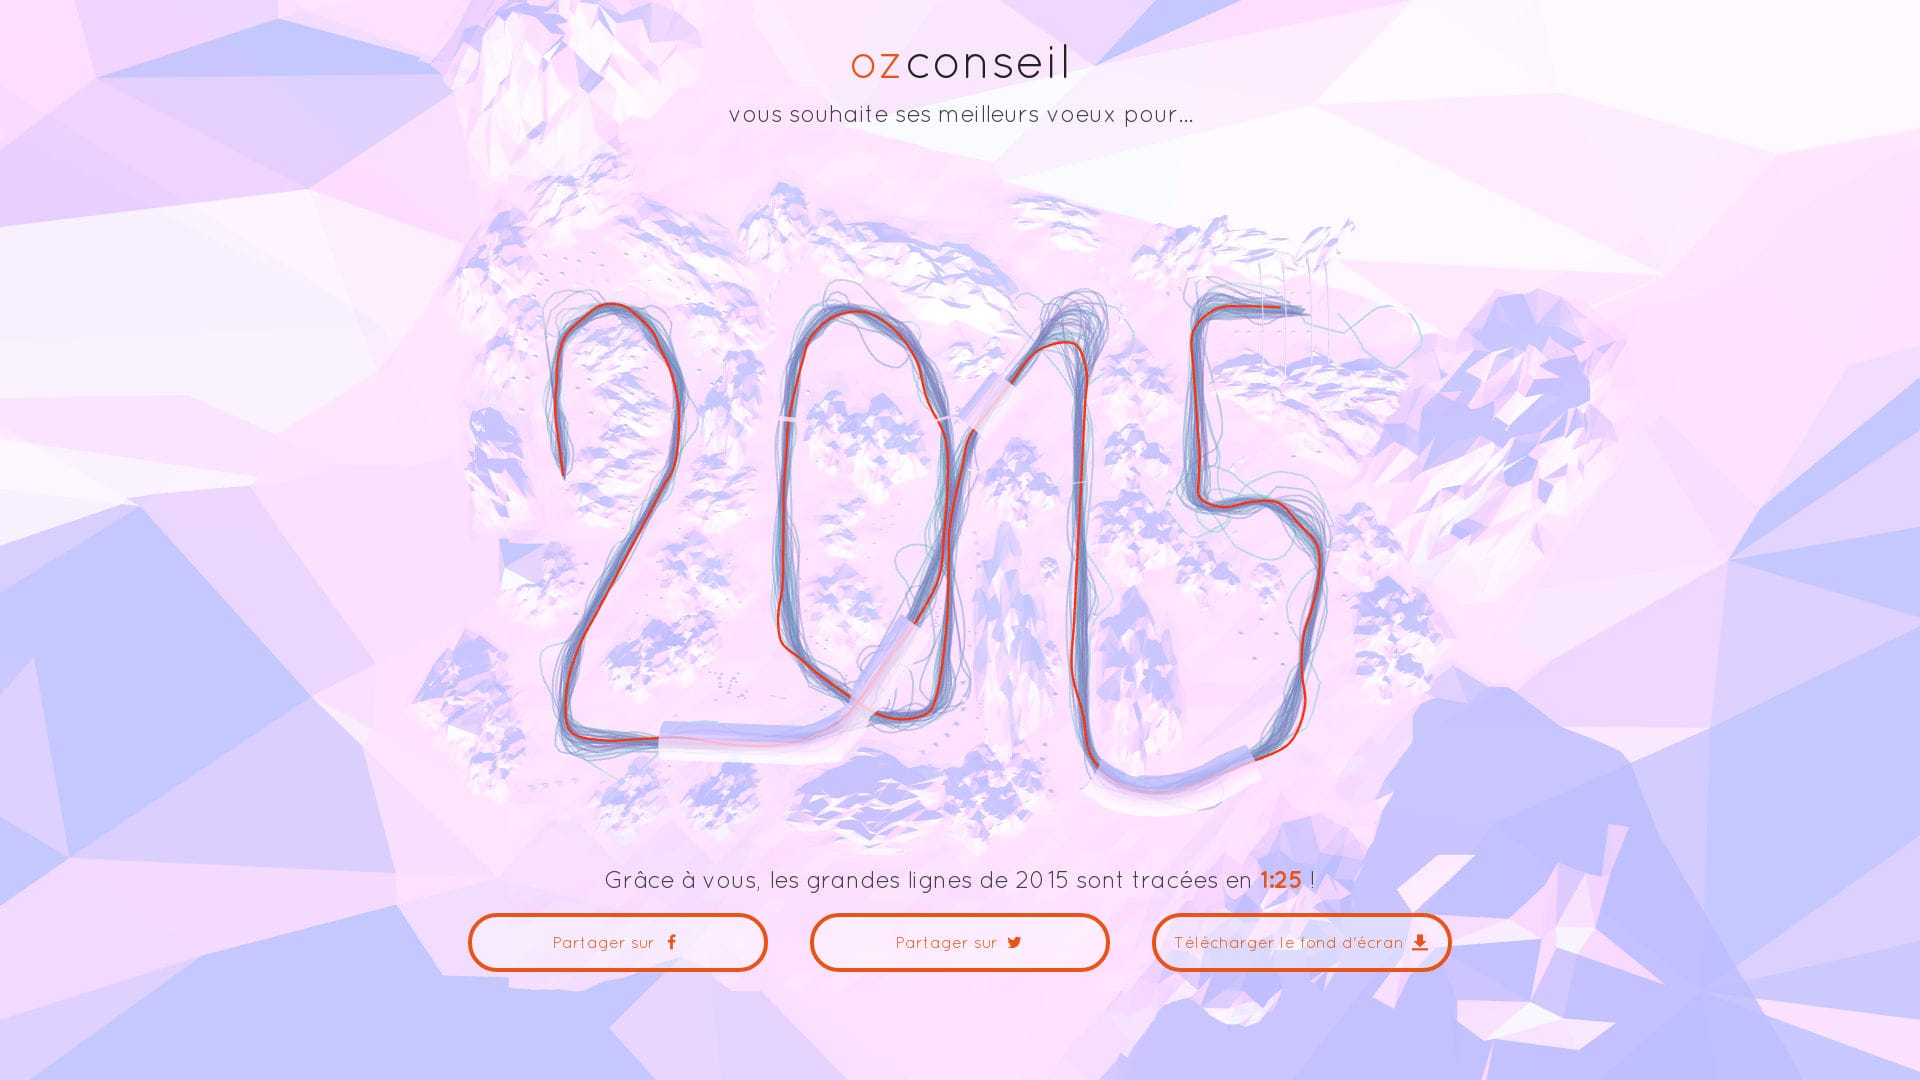 ozconseil
vous souhaite ses meilleurs voeux pour...
2015
Grâce à vous, les grandes lignes de 2015 sont tracées en 1:25 !
Partager sur
Partager sur
Télécharger le fond d'écran